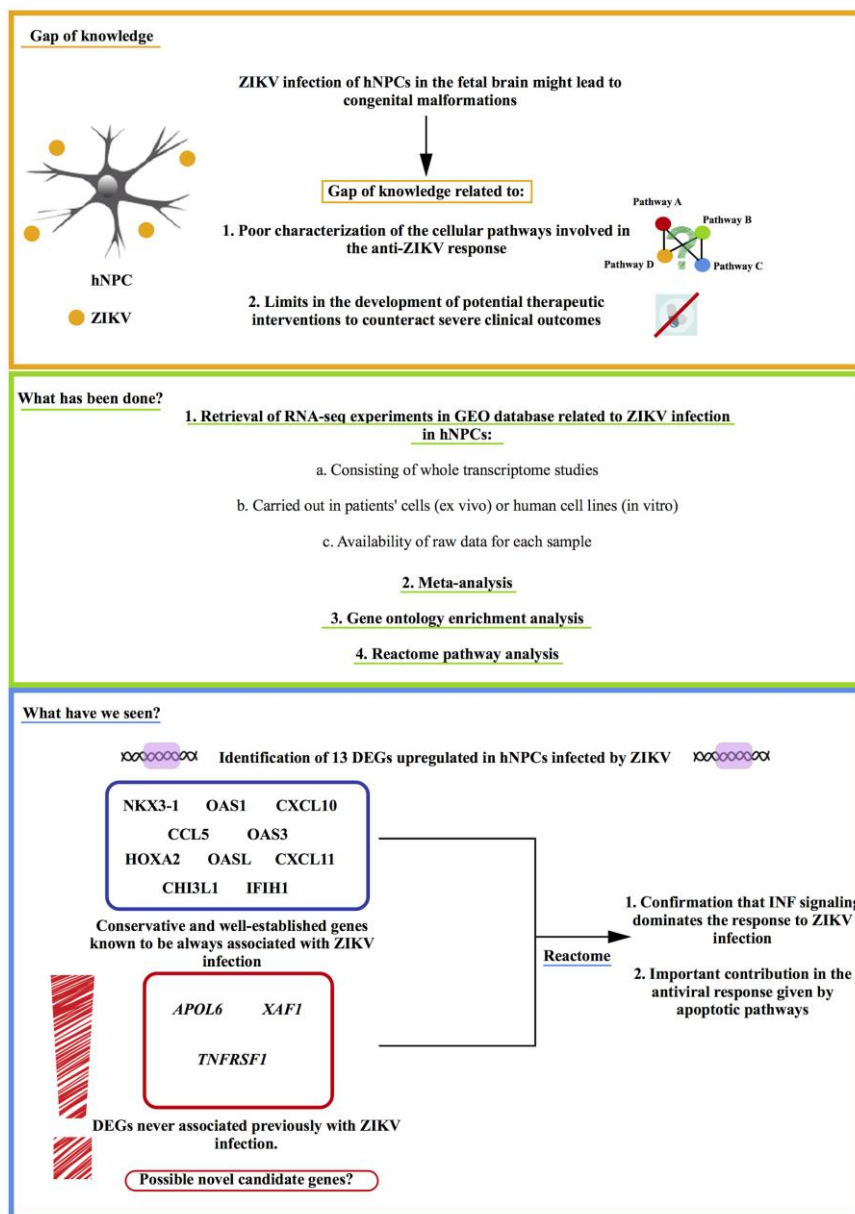 Gap of knowledge
ZIKV infection of hNPCs in the fetal brain might lead to
congenital malformations
Gap of knowledge related to:
1. Poor characterization of the cellular pathways involved in
the anti-ZIKV response
Pathway A
Pathway B
Pathway D
Pathway C
?
hNPC
ZIKV
2. Limits in the development of potential therapeutic
interventions to counteract severe clinical outcomes
What has been done?
1. Retrieval of RNA-seq experiments in GEO database related to ZIKV infection
in hNPCs:
a. Consisting of whole transcriptome studies
b. Carried out in patients' cells (ex vivo) or human cell lines (in vitro)
c. Availability of raw data for each sample
2. Meta-analysis
3. Gene ontology enrichment analysis
4. Reactome pathway analysis
What have we seen?
Identification of 13 DEGs upregulated in hNPCs infected by ZIKV
NKX3-1 OAS1 CXCL10
CCL5 OAS3
HOXA2 OASL CXCL11
CHI3L1 IFIH1
Conservative and well-established genes
known to be always associated with ZIKV
infection
APOL6 XAF1
TNFRSF1
DEGs never associated previously with ZIKV
infection.
Possible novel candidate genes?
Reactome
1. Confirmation that INF signaling
dominates the response to ZIKV
infection
2. Important contribution in the
antiviral response given by
apoptotic pathways